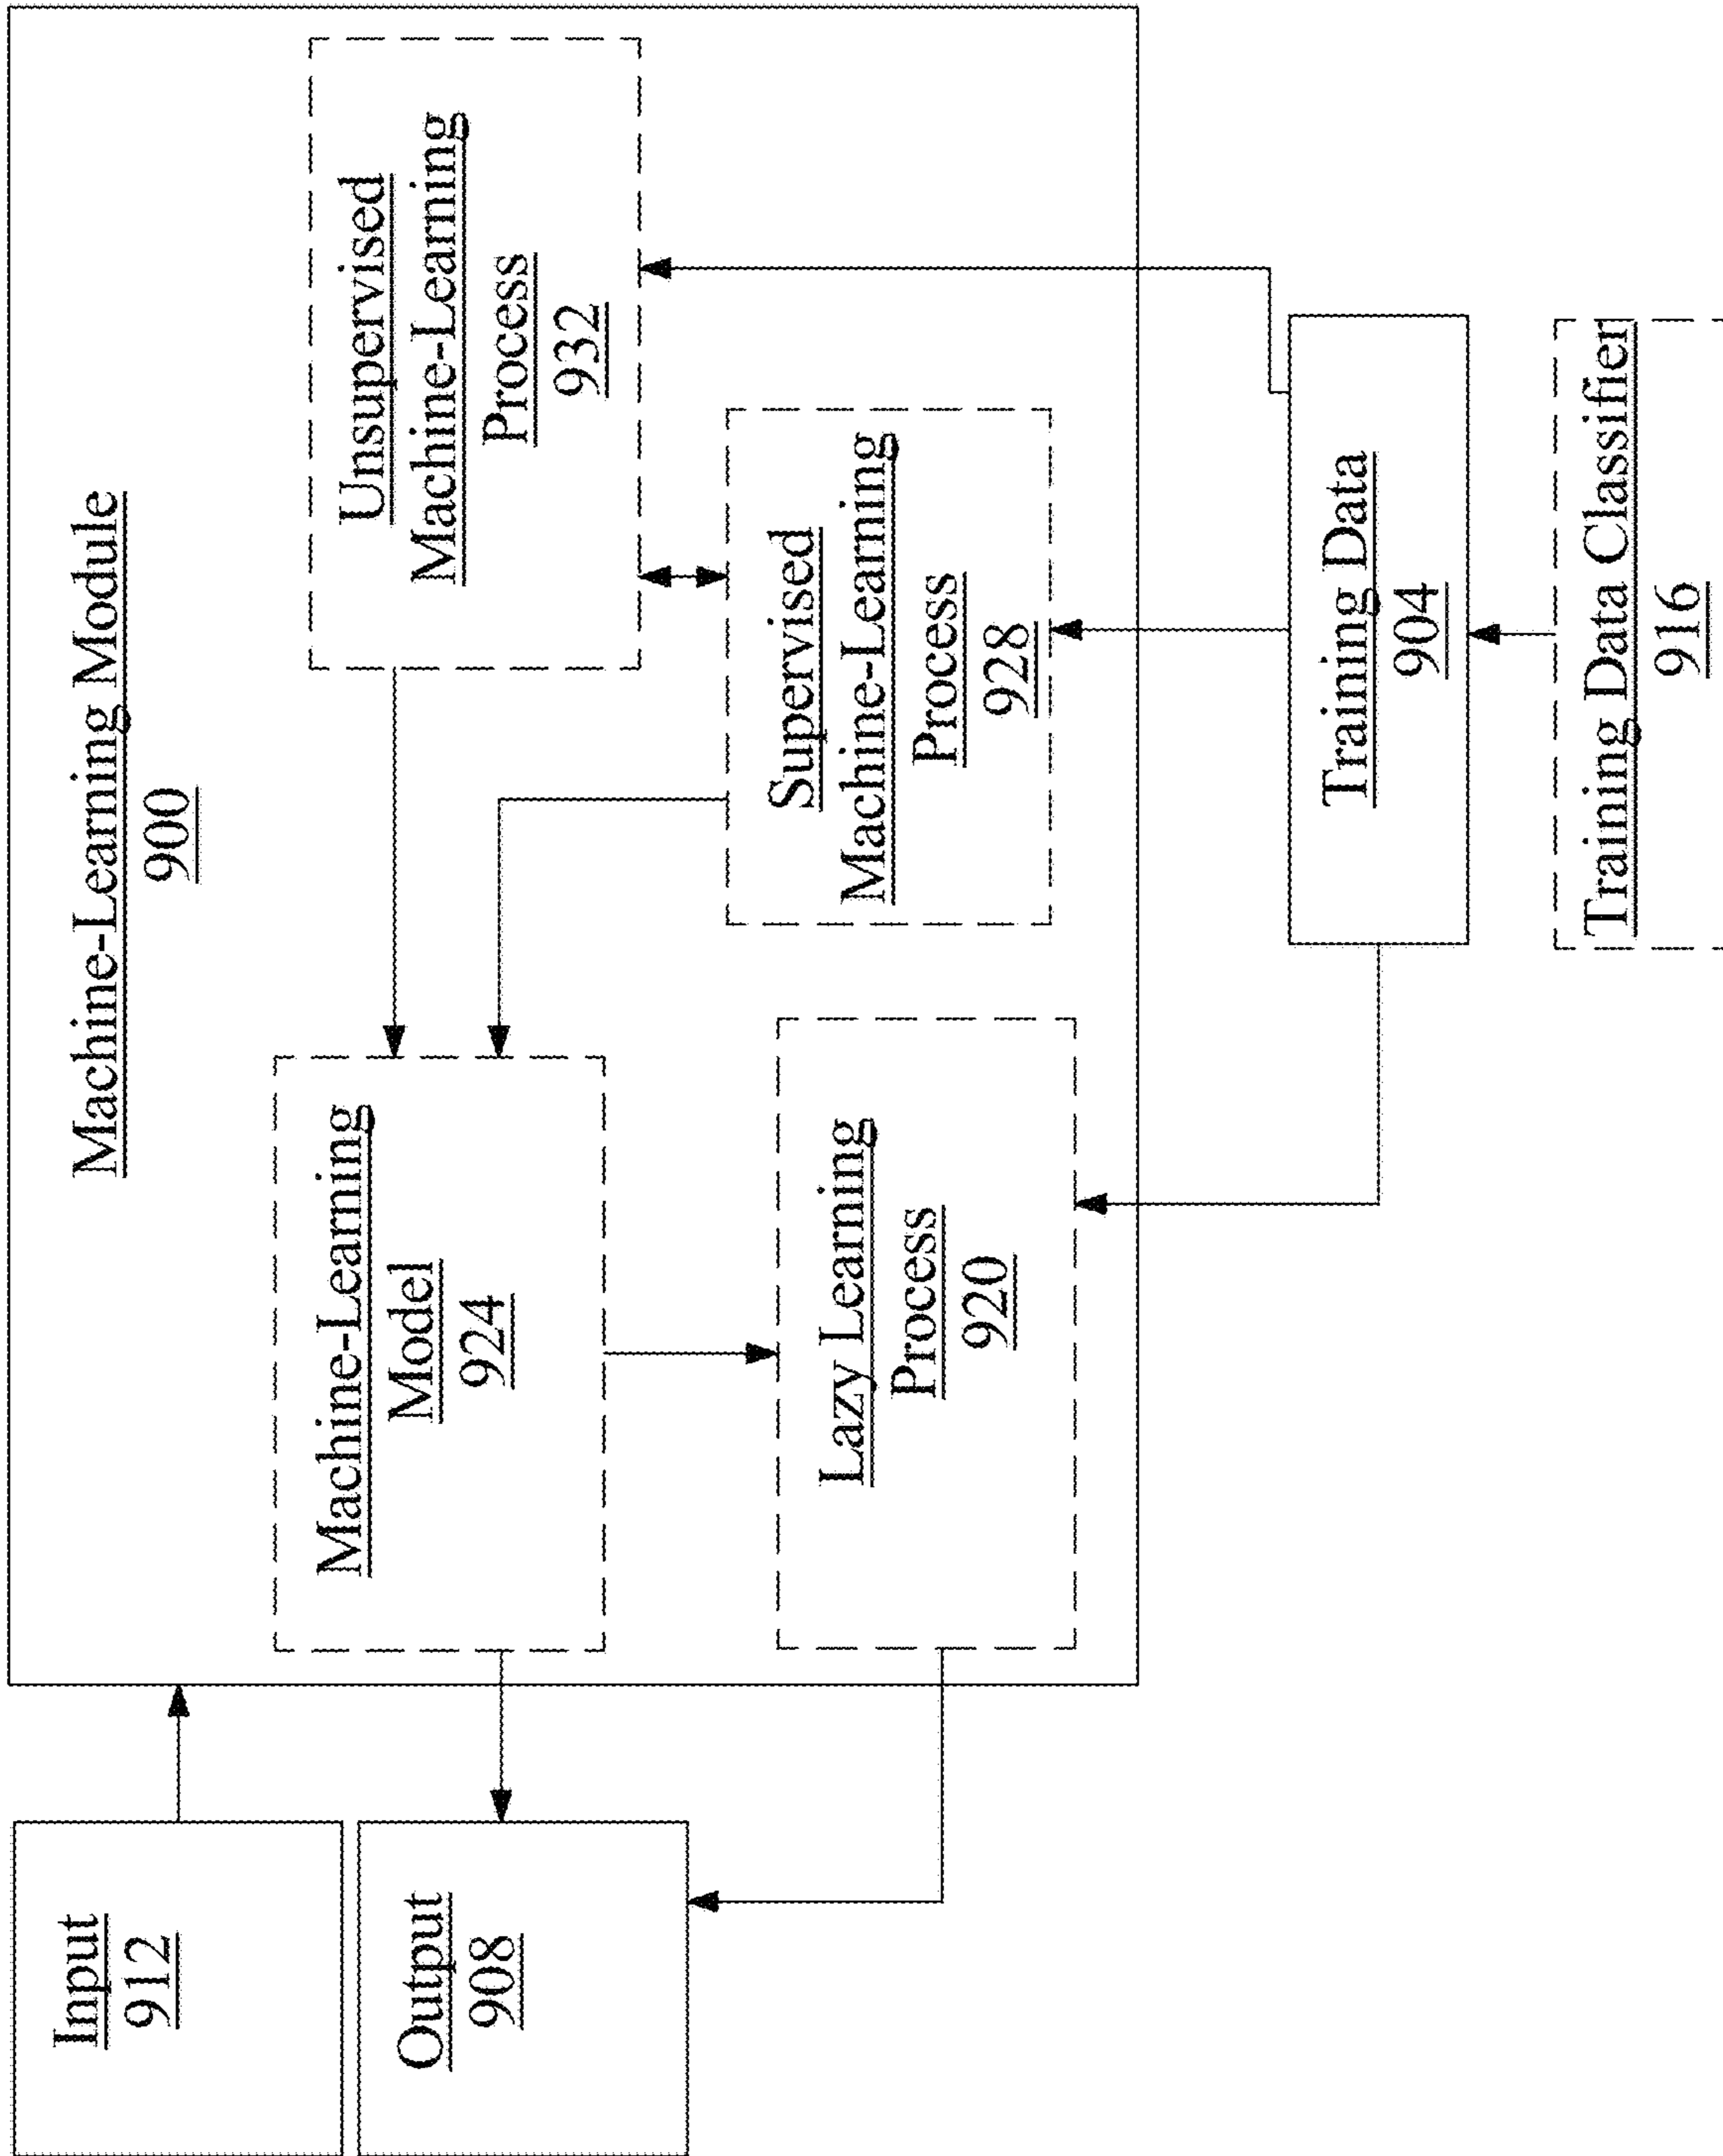 Machine-Learning Module
900
Input
912
Output
908
Machine-Learning
Model
924
Unsupervised
Machine-Learning
Process
932
Lazy Learning
Process
920
Supervised
Machine-Learning
Process
928
Training Data
904
Training Data Classifier
916